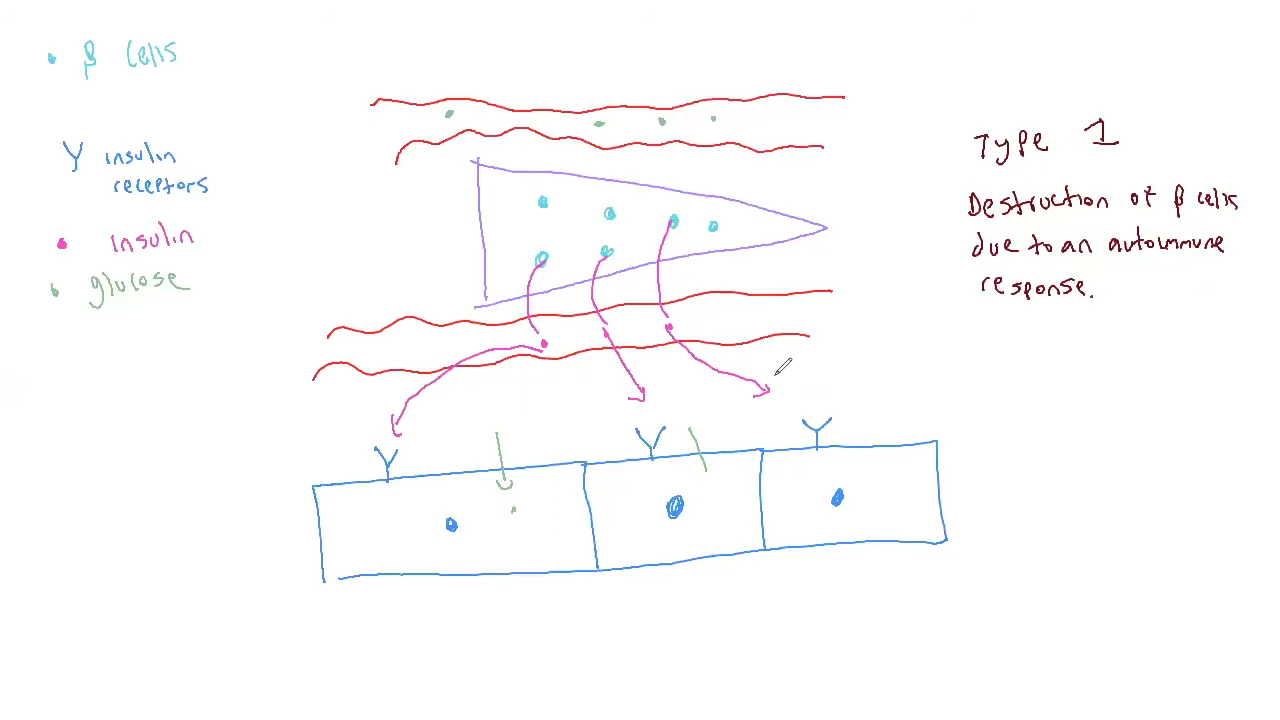 β cells
Y insulin
receptors
insulin
glucose
Type 1
Destruction of β cells
due to an autoimmune
response.